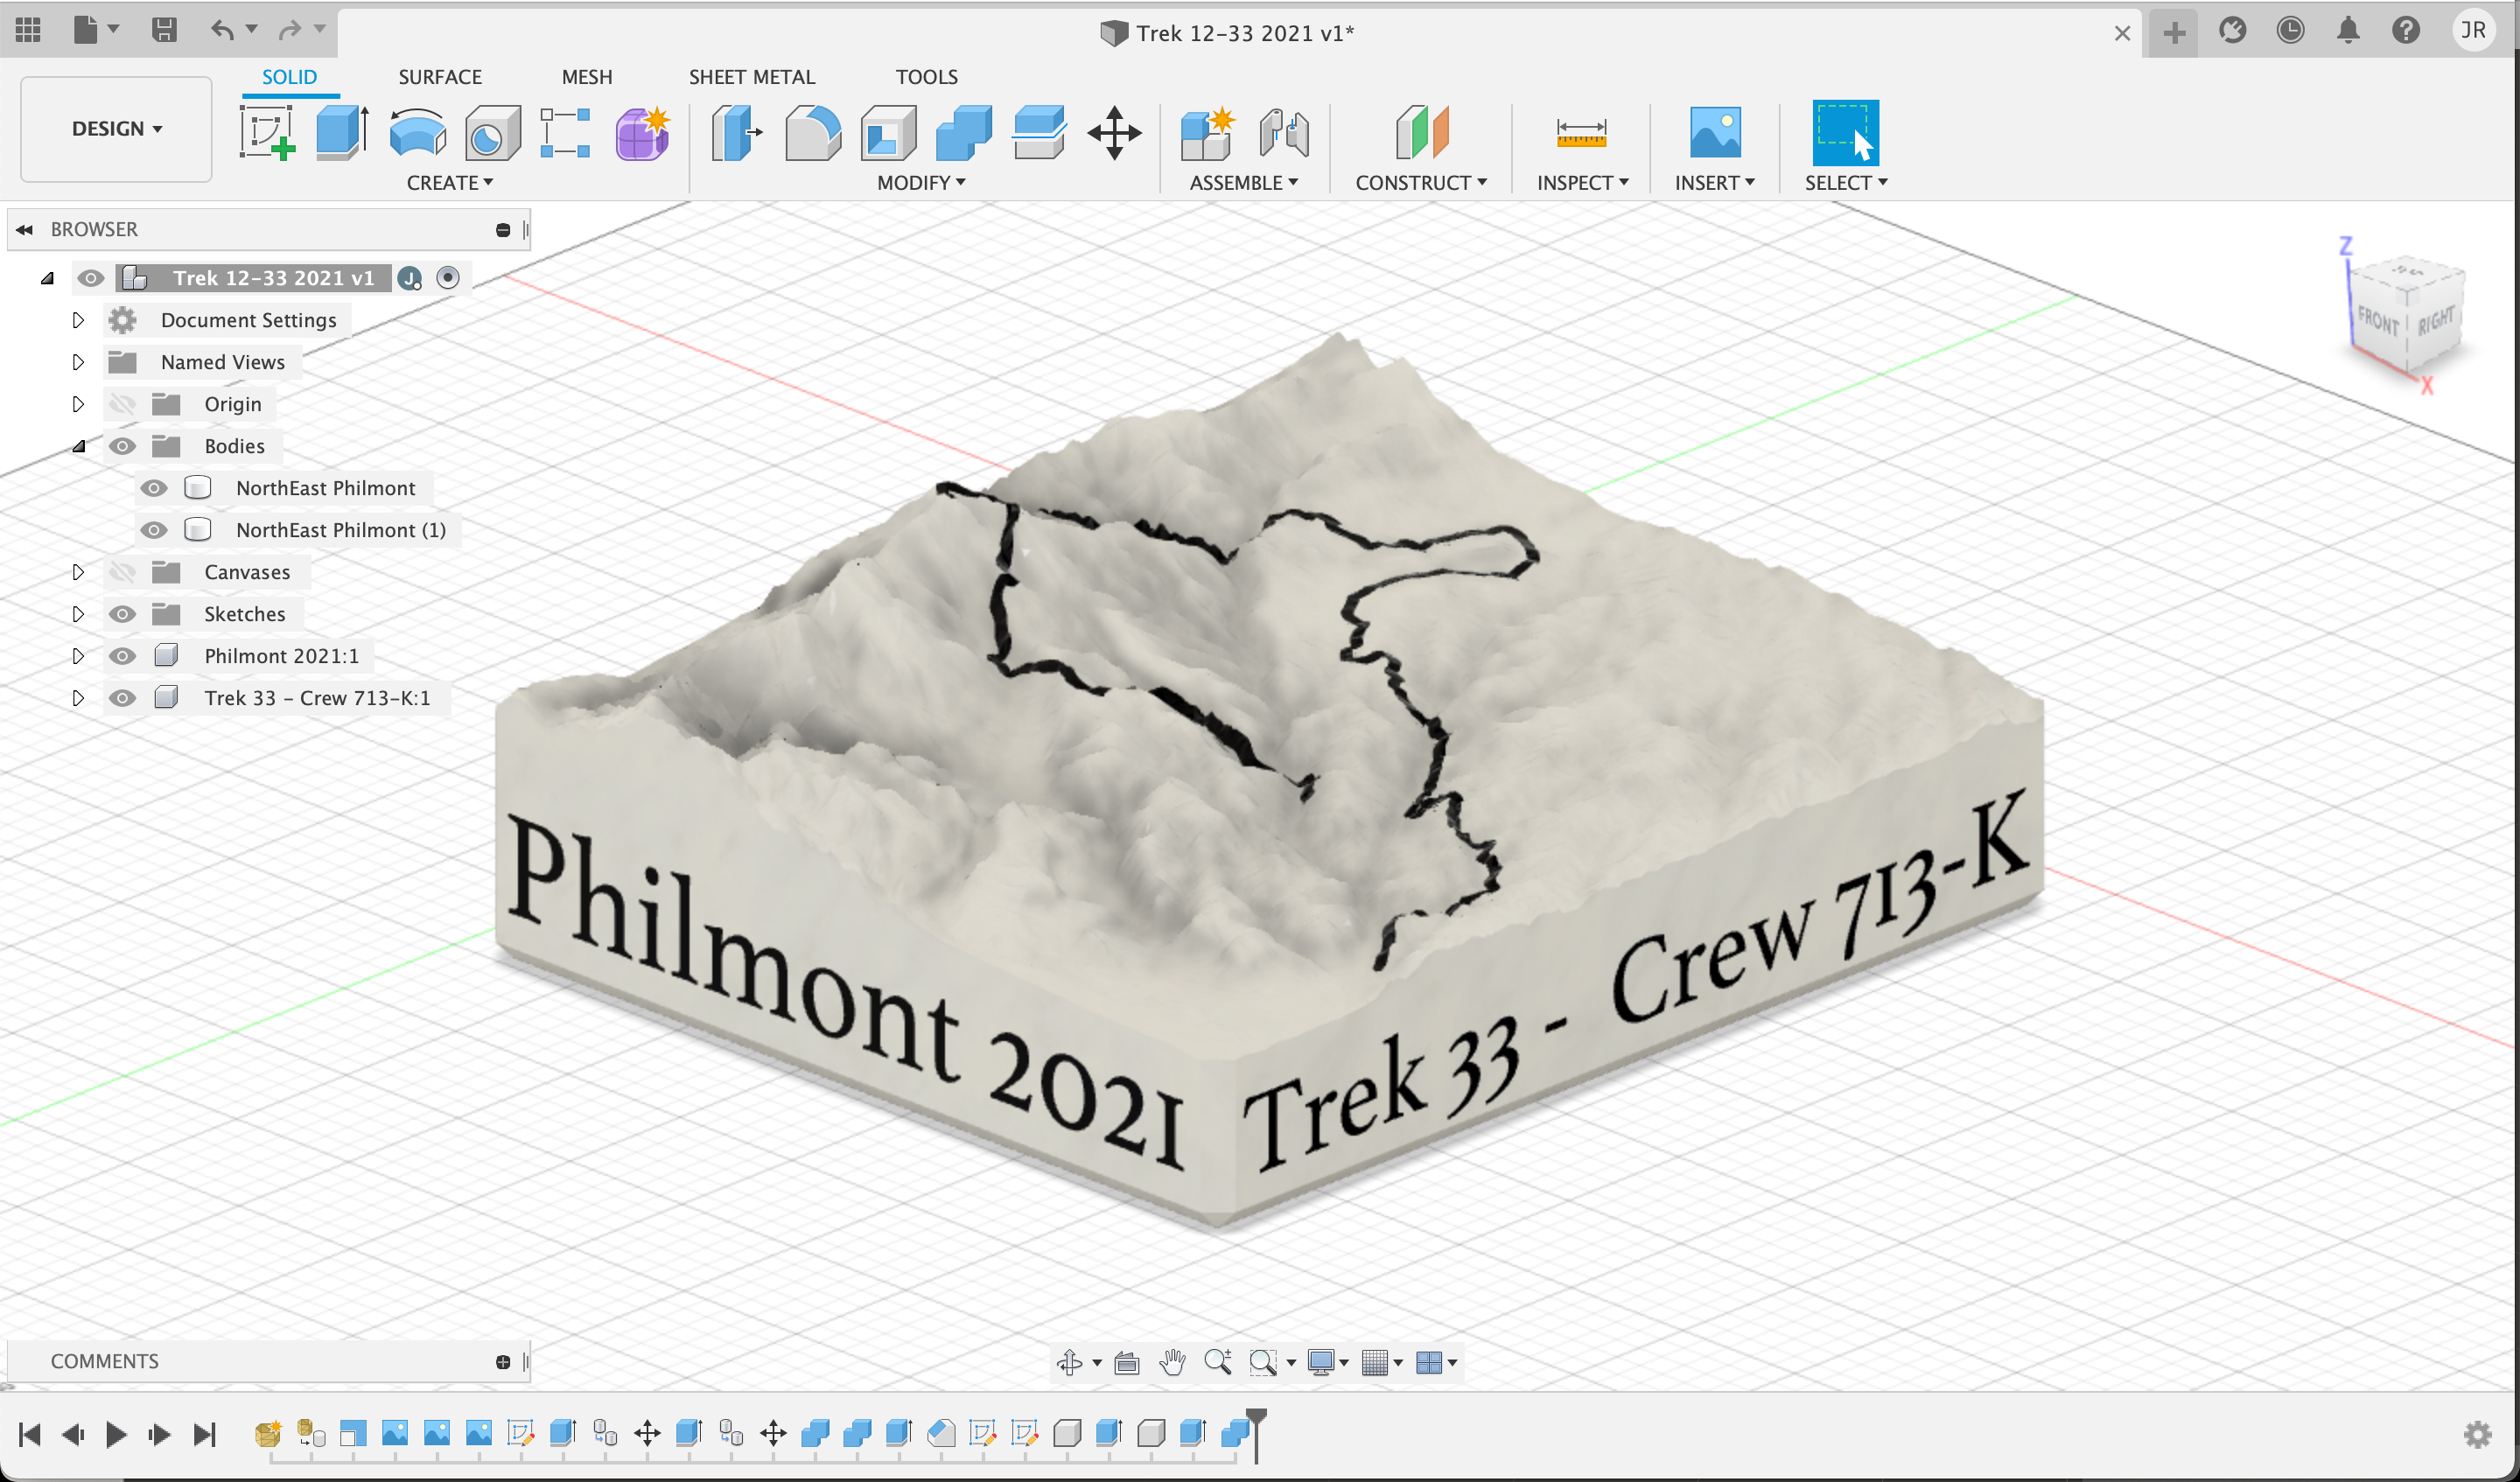 Trek 12-33 2021 v1*
JR
SOLID
SURFACE
MESH
SHEET METAL
TOOLS
DESIGN
CREATE
MODIFY
ASSEMBLE
CONSTRUCT
INSPECT
INSERT
SELECT
BROWSER
Trek 12-33 2021 v1
J
Document Settings
Named Views
Origin
Bodies
NorthEast Philmont
NorthEast Philmont (1)
Canvases
Sketches
Philmont 2021:1
Trek 33 - Crew 713-K:1
Z
FRONT
RIGHT
X
Philmont 2021
Trek 33 - Crew 713-K
COMMENTS